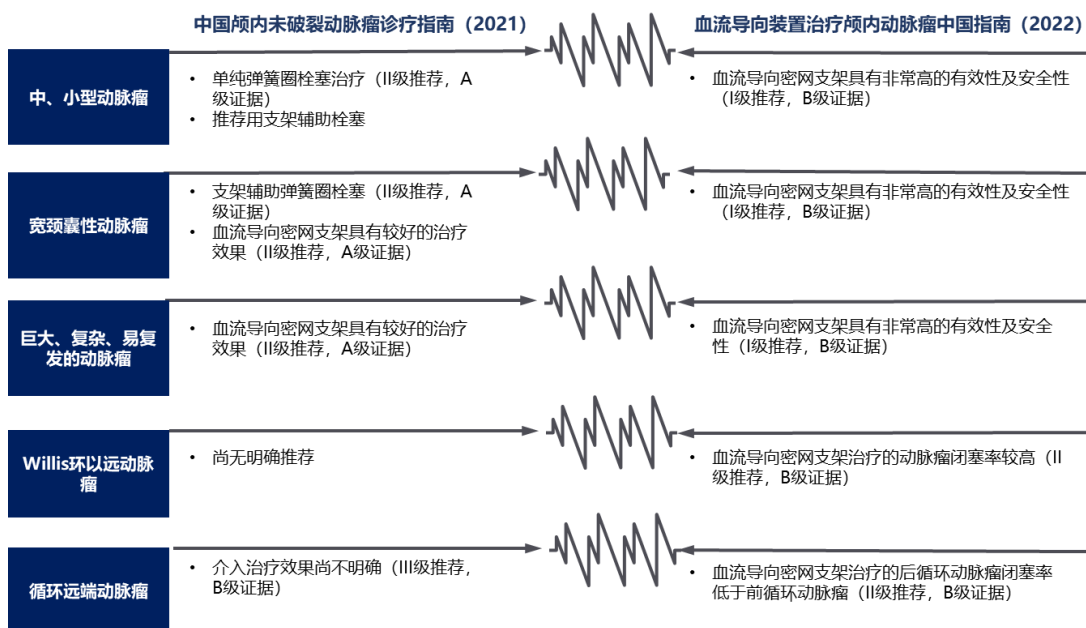 中国颅内未破裂动脉瘤诊疗指南（2021）
血流导向装置治疗颅内动脉瘤中国指南（2022）
中、小型动脉瘤
• 单纯弹簧圈栓塞治疗（II级推荐，A
级证据）
• 推荐用支架辅助栓塞
• 血流导向密网支架具有非常高的有效性及安全性
（I级推荐，B级证据）
宽颈囊性动脉瘤
• 支架辅助弹簧圈栓塞（II级推荐，A
级证据）
• 血流导向密网支架具有较好的治疗
效果（II级推荐，A级证据）
• 血流导向密网支架具有非常高的有效性及安全性
（I级推荐，B级证据）
巨大、复杂、易复
发的动脉瘤
• 血流导向密网支架具有较好的治疗
效果（II级推荐，A级证据）
• 血流导向密网支架具有非常高的有效性及安全
性（I级推荐，B级证据）
Willis环以远动脉
瘤
• 尚无明确推荐
• 血流导向密网支架治疗的动脉瘤闭塞率较高（II
级推荐，B级证据）
循环远端动脉瘤
• 介入治疗效果尚不明确（III级推荐，
B级证据）
• 血流导向密网支架治疗的后循环动脉瘤闭塞率
低于前循环动脉瘤（II级推荐，B级证据）